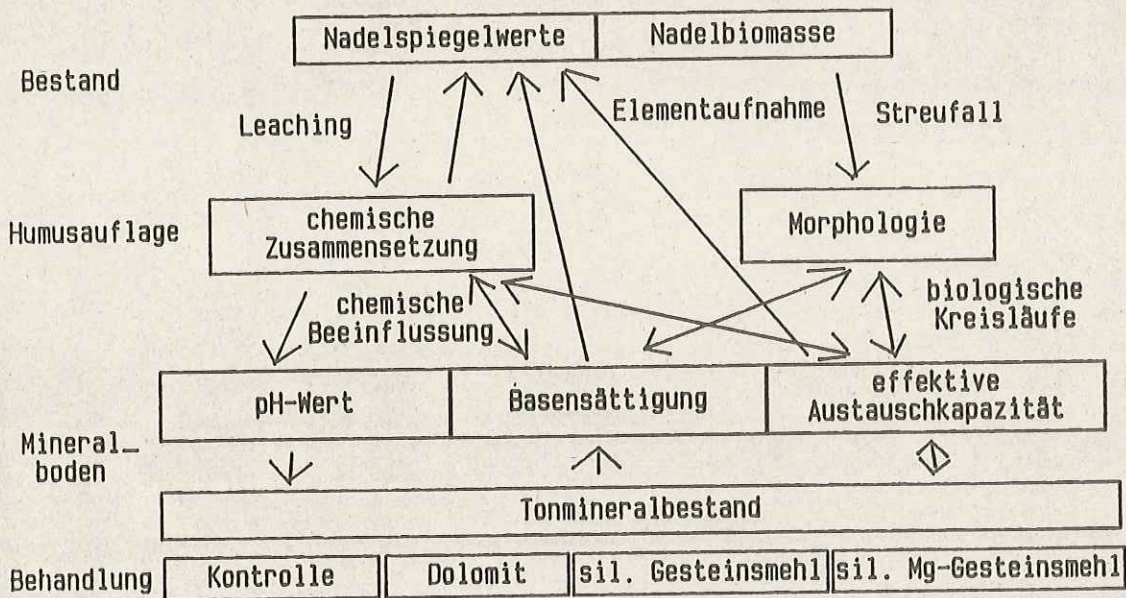 Nadelspiegelwerte Nadelbiomasse
Bestand
Leaching
Elementaufnahme
Streufall
Humusauflage
chemische
Zusammensetzung
Morphologie
chemische
Beeinflussung
biologische
Kreisläufe
pH-Wert
Basensättigung
effektive
Austauschkapazität
Mineral_
boden
Tonmineralbestand
Behandlung Kontrolle Dolomit sil. Gesteinsmehl sil. Mg-Gesteinsmehl